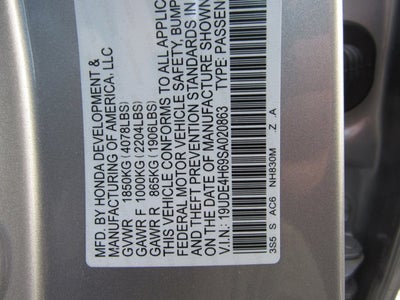 MFD. BY HONDA DEVELOPMENT &
MANUFACTURING OF AMERICA, LLC
GVWR 1850KG (4078LBS)
GAWR F 1000KG (2204LBS)
GAWR R 865KG (1906LBS)
THIS VEHICLE CONFORMS TO ALL APPLIC
FEDERAL MOTOR VEHICLE SAFETY, BUMP
AND THEFT PREVENTION STANDARDS IN
DATE OF MANUFACTURE SHOWN
V.I.N.: 19UDE4H69SA020863 TYPE: PASSEN
3S5 S AC6 NH830M .Z .A